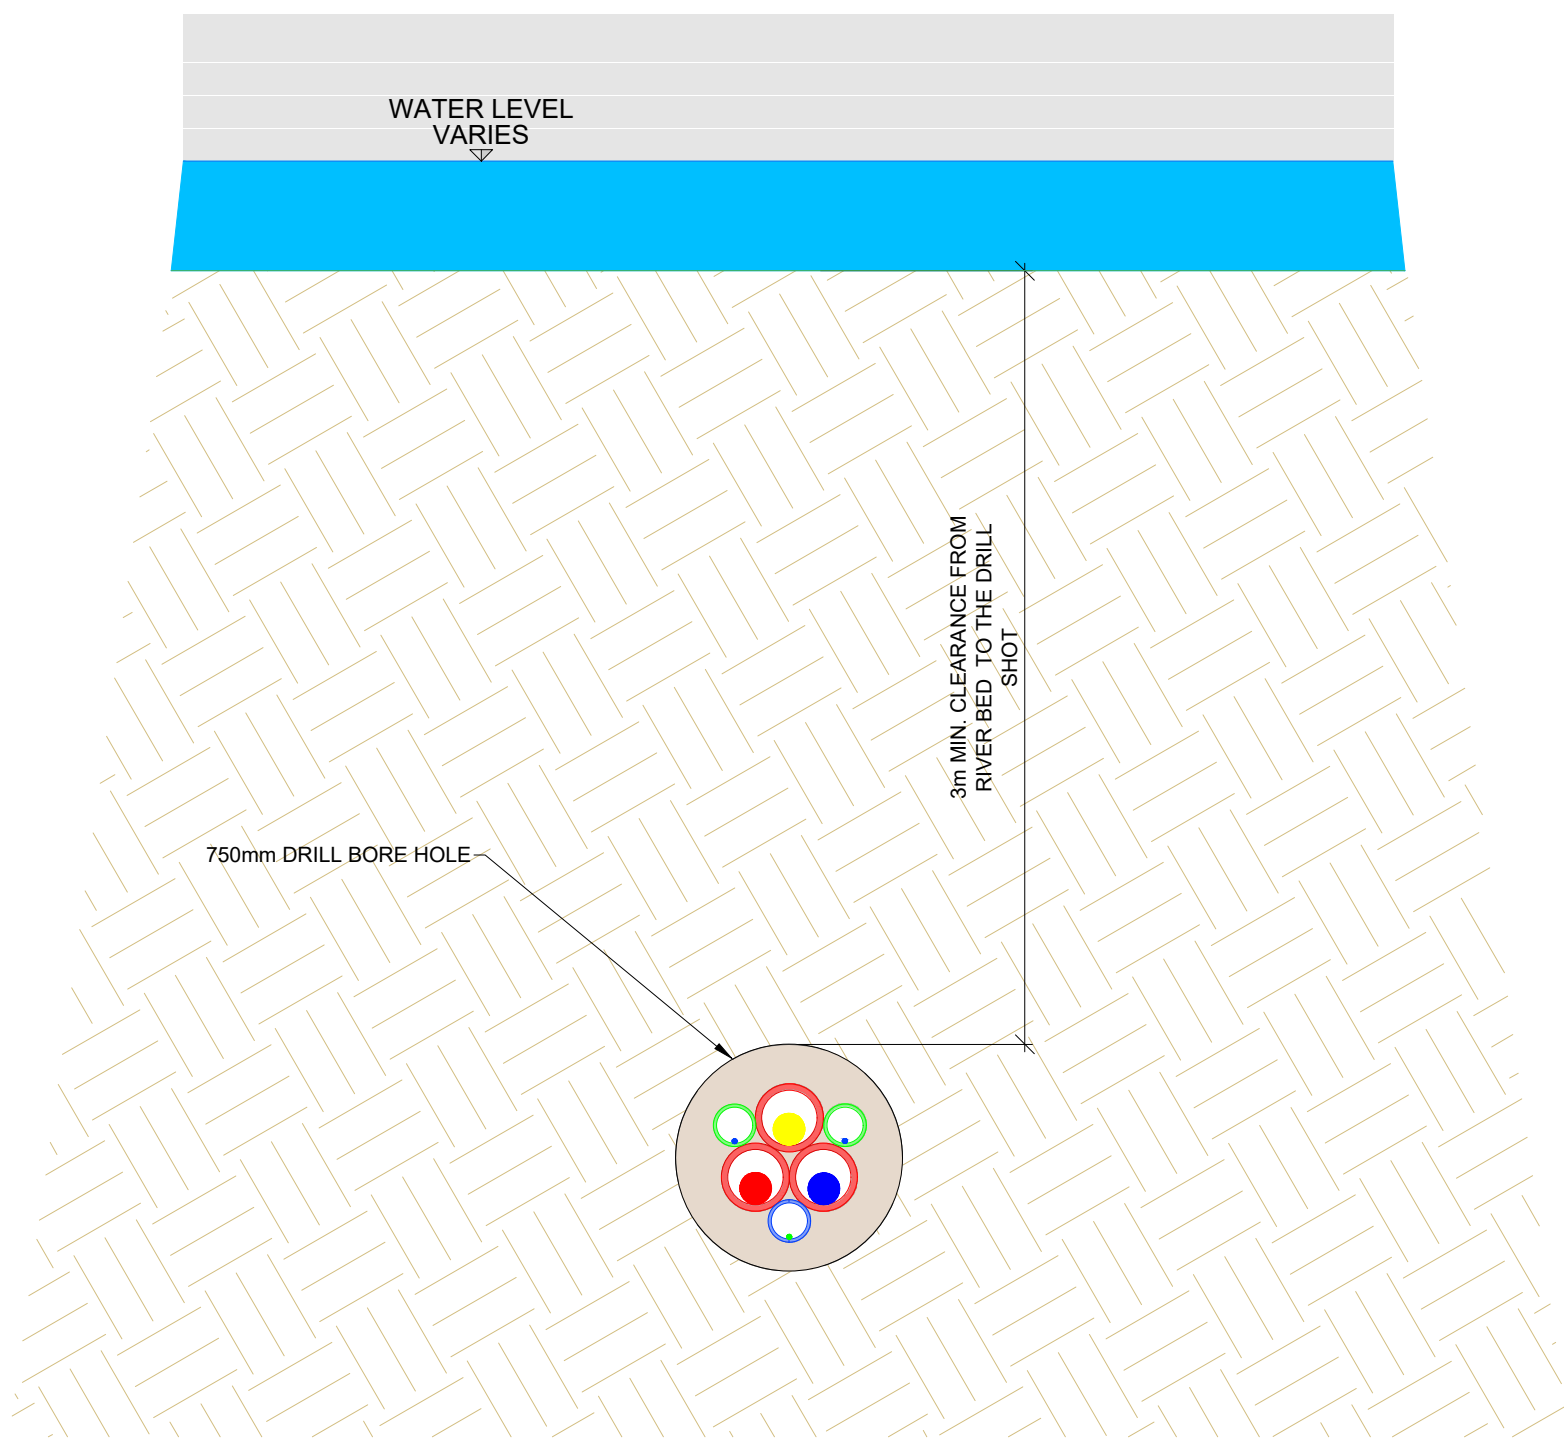 WATER LEVEL
VARIES
3m MIN. CLEARANCE FROM
RIVER BED  TO THE DRILL
SHOT
750mm DRILL BORE HOLE